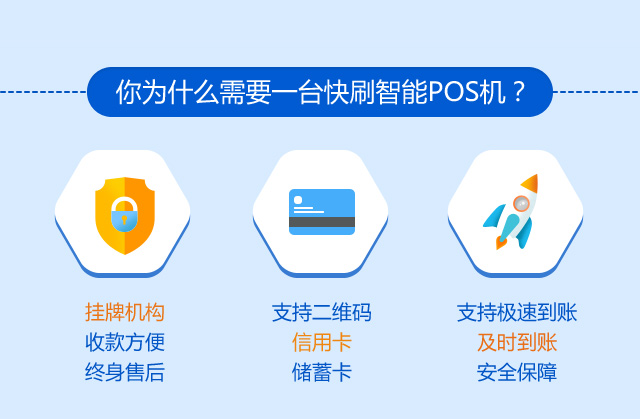 你为什么需要一台快刷智能POS机？
挂牌机构
收款方便
终身售后
支持二维码
信用卡
储蓄卡
支持极速到账
及时到账
安全保障